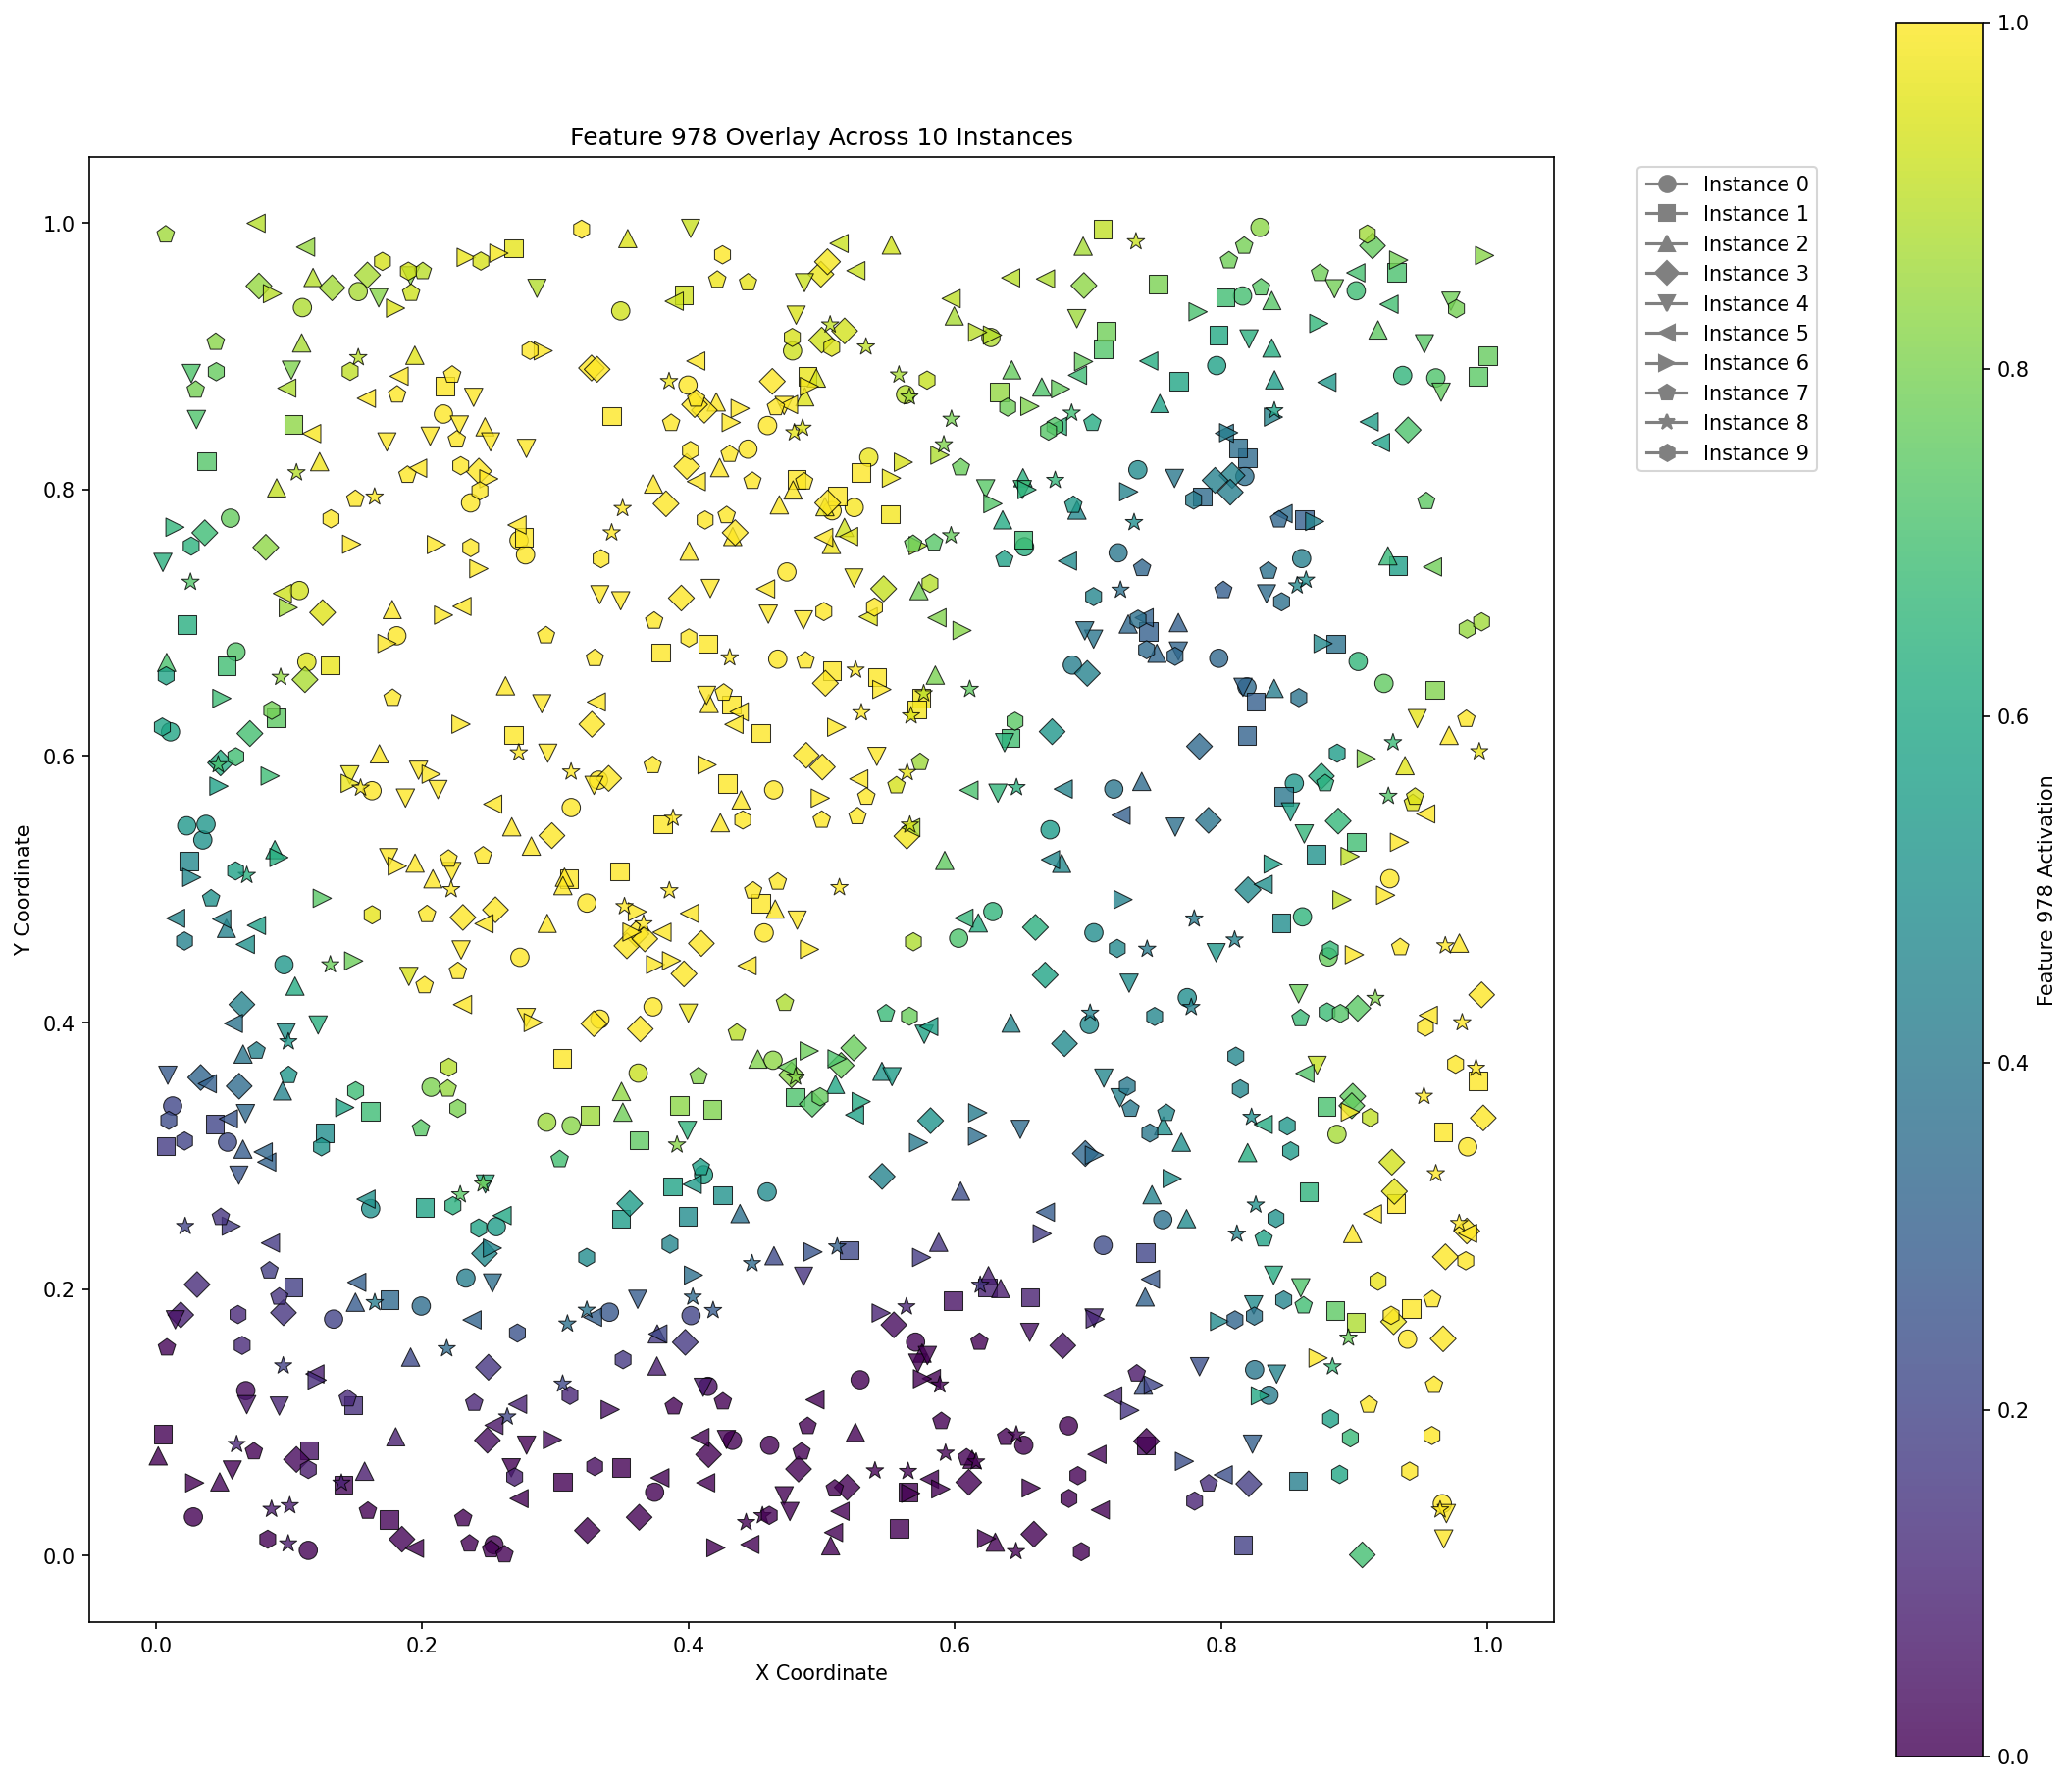 Feature 978 Overlay Across 10 Instances
1.0
0.8
0.6
0.4
0.2
0.0
Y Coordinate
0.0
0.2
0.4
0.6
0.8
1.0
X Coordinate
Instance 0
Instance 1
Instance 2
Instance 3
Instance 4
Instance 5
Instance 6
Instance 7
Instance 8
Instance 9
1.0
0.8
0.6
0.4
0.2
0.0
Feature 978 Activation